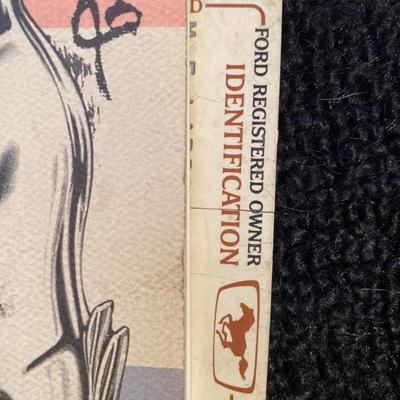 FORD REGISTERED OWNER
IDENTIFICATION